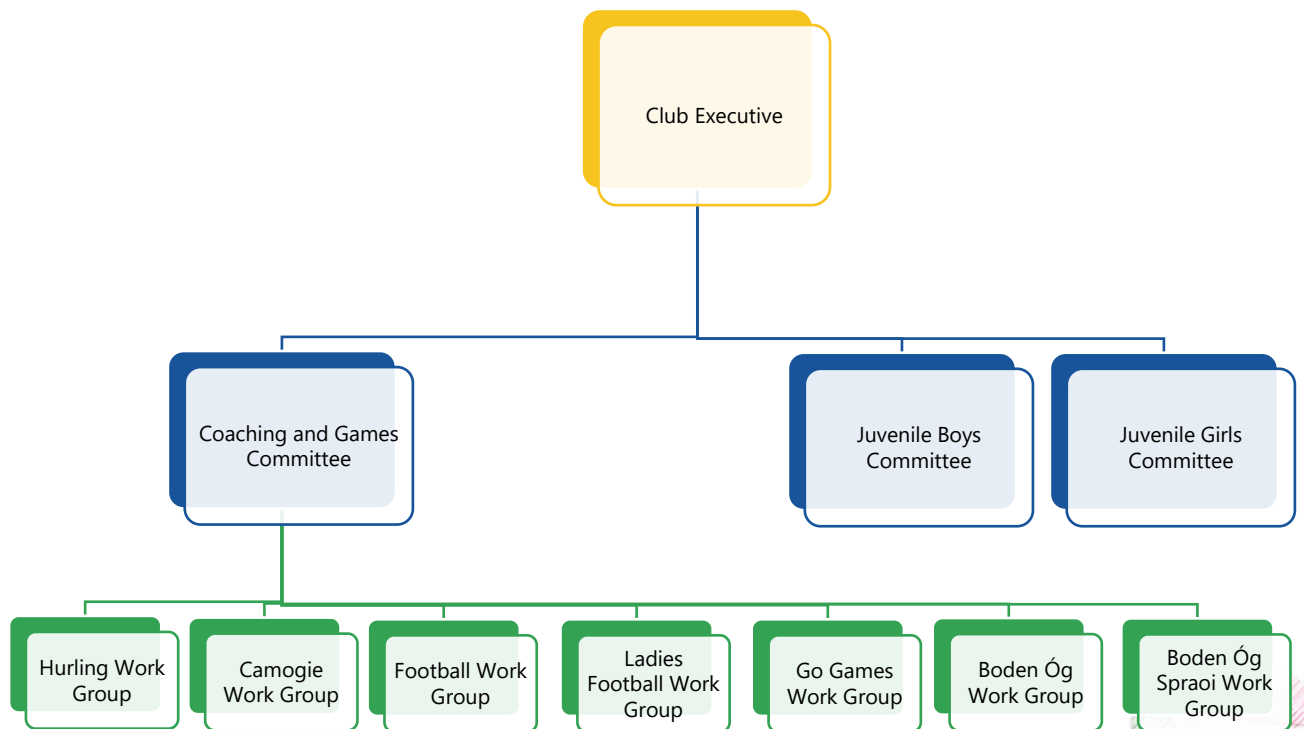 Club Executive
Coaching and Games
Committee
Juvenile Boys
Committee
Juvenile Girls
Committee
Hurling Work
Group
Camogie
Work Group
Football Work
Group
Ladies
Football Work
Group
Go Games
Work Group
Boden Óg
Work Group
Boden Óg
Spraoi Work
Group